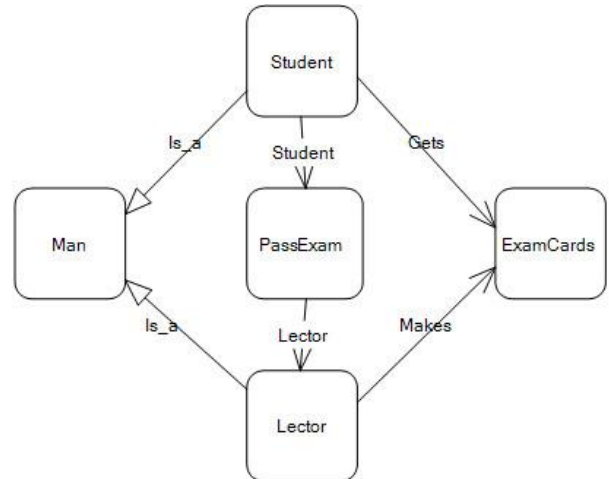 Student
Is_a
Gets
Student
Man
PassExam
ExamCards
Is_a
Lector
Makes
Lector